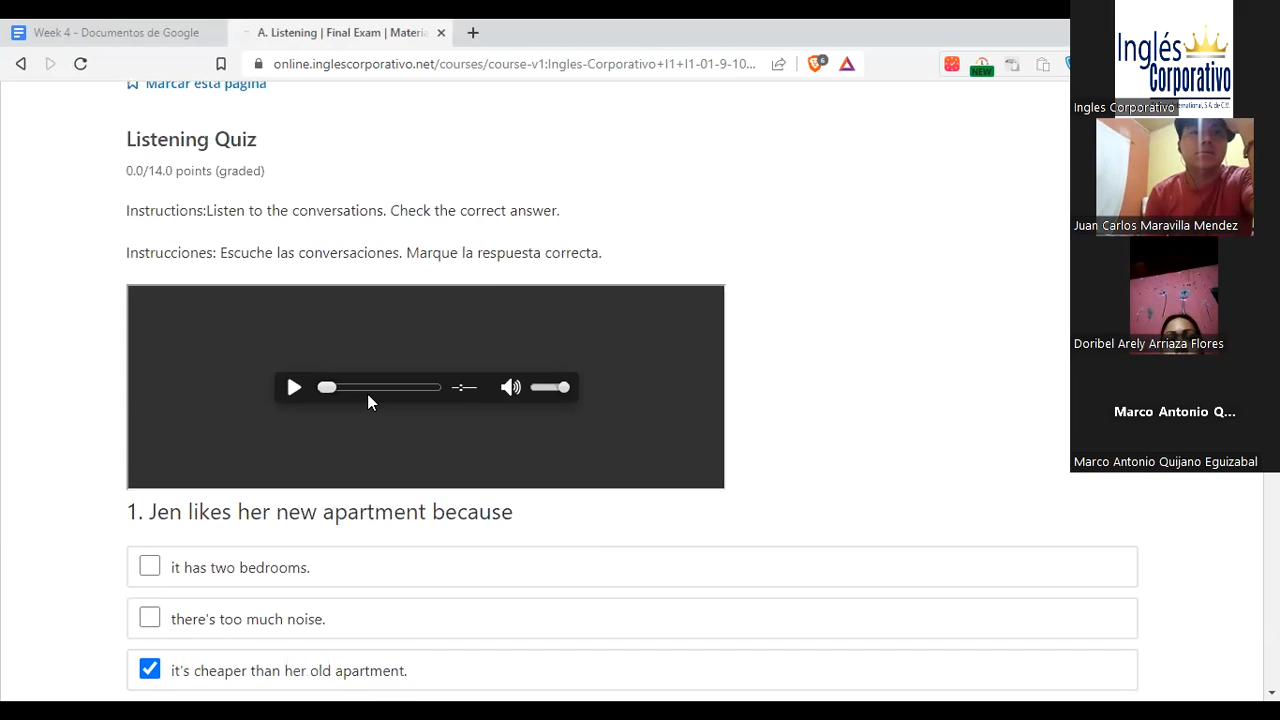 Week 4 - Documentos de Google
A. Listening | Final Exam | Materia
online.inglescorporativo.net/courses/course-v1:Ingles-Corporativo+I1+I1-01-9-10...
6
NEW
Marcar esta página
Listening Quiz
0.0/14.0 points (graded)
Instructions:Listen to the conversations. Check the correct answer.
Instrucciones: Escuche las conversaciones. Marque la respuesta correcta.
-:-
1. Jen likes her new apartment because
it has two bedrooms.
there's too much noise.
it's cheaper than her old apartment.
Inglés
Corporativo
International, S.A. de C.V.
Ingles Corporativo
Juan Carlos Maravilla Mendez
Doribel Arely Arriaza Flores
Marco Antonio Q...
Marco Antonio Quijano Eguizabal